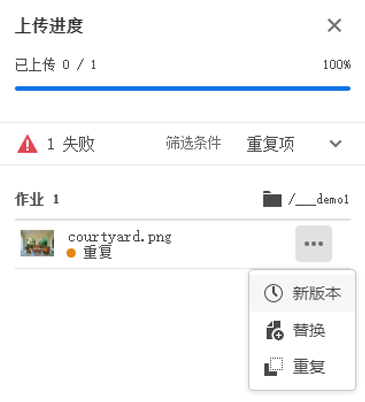 上传进度
已上传 0 / 1 100%
1 失败 筛选条件 重复项
作业 1 /___demo1
courtyard.png
重复
新版本
替换
重复